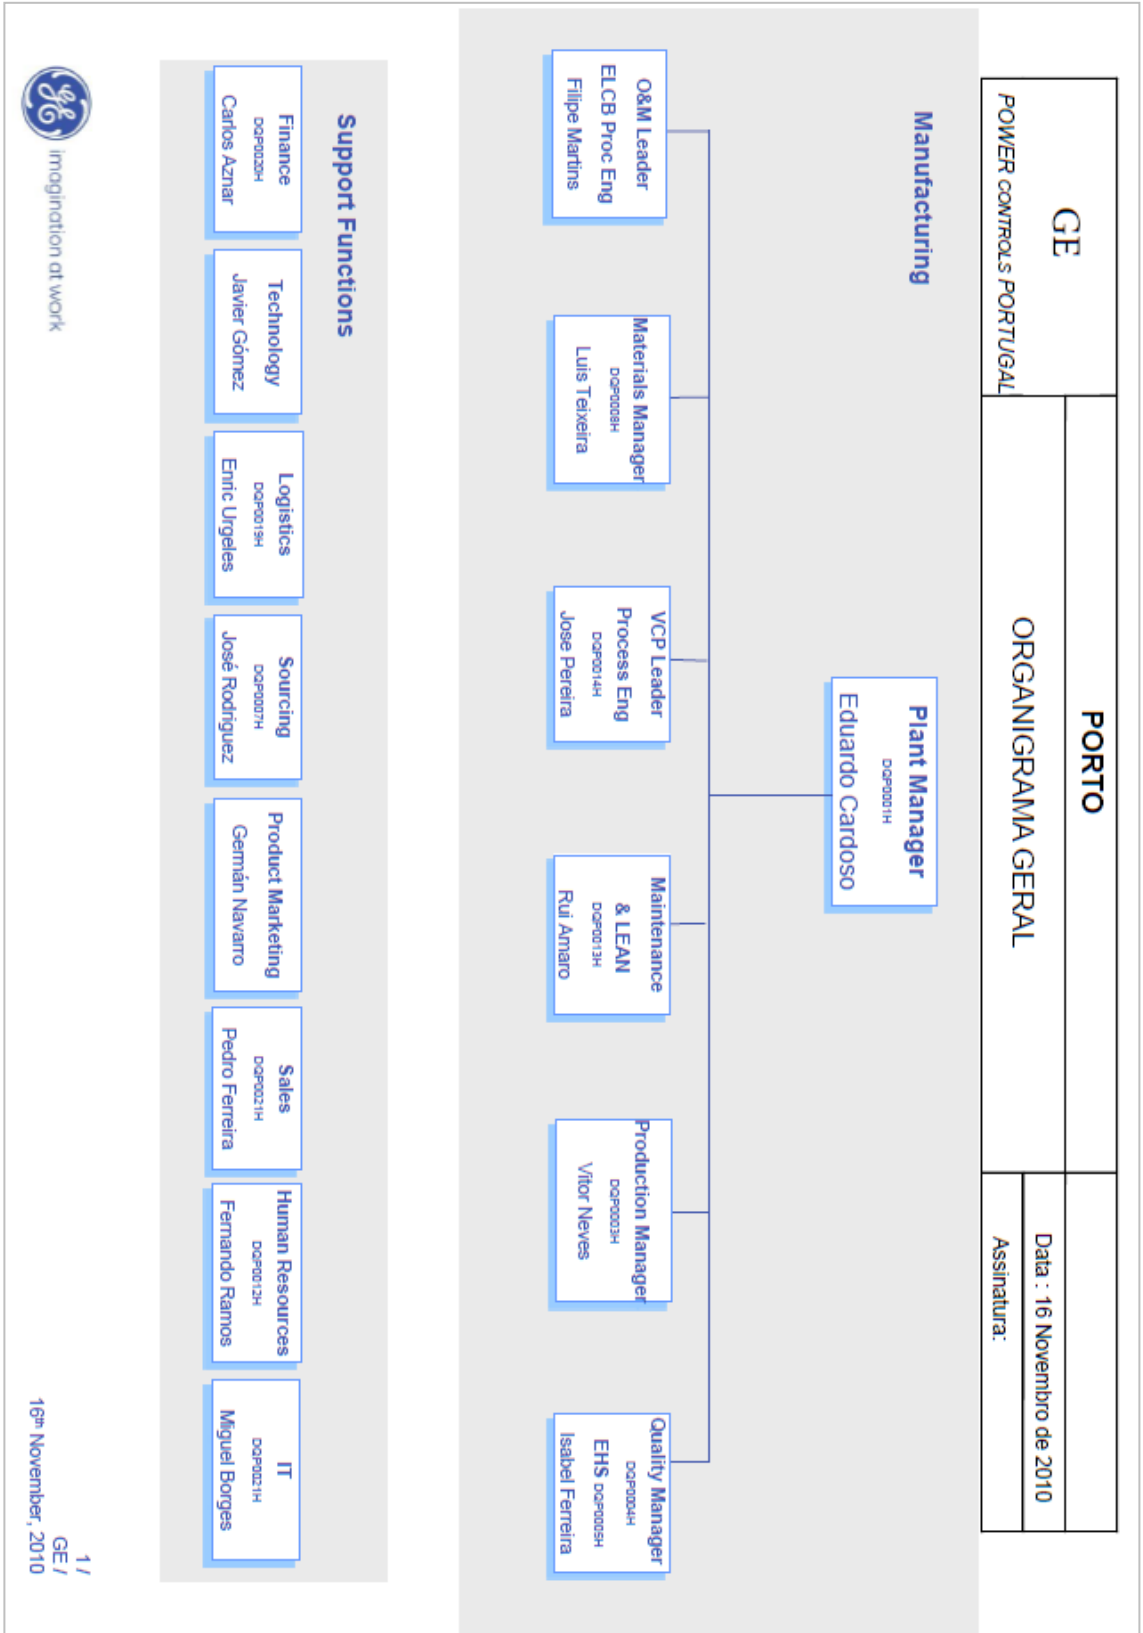 GE
POWER CONTROLS PORTUGAL
PORTO
ORGANIGRAMA GERAL
Data : 16 Novembro de 2010
Assinatura:
Manufacturing
Plant Manager
DQP0001H
Eduardo Cardoso
O&M Leader
ELCB Proc Eng
Filipe Martins
Materials Manager
DQP0008H
Luis Teixeira
VCP Leader
Process Eng
DQP0014H
Jose Pereira
Maintenance
& LEAN
DQP0013H
Rui Amaro
Production Manager
DQP0003H
Vitor Neves
Quality Manager
DQP0004H
EHS DQP0005H
Isabel Ferreira
Support Functions
Finance
DQP0020H
Carlos Aznar
Technology
Javier Gómez
Logistics
DQP0019H
Enric Urgeles
Sourcing
DQP0007H
José Rodriguez
Product Marketing
Germán Navarro
Sales
DQP0021H
Pedro Ferreira
Human Resources
DQP0012H
Fernando Ramos
IT
DQP0021H
Miguel Borges
GE imagination at work
1 /
GE /
16th November, 2010